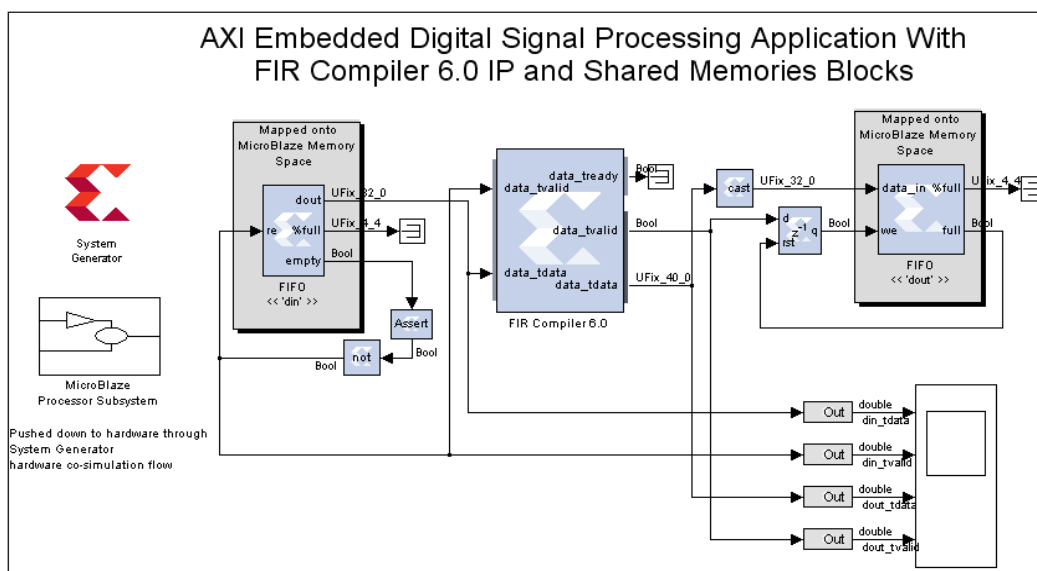 AXI Embedded Digital Signal Processing Application With
FIR Compiler 6.0 IP and Shared Memories Blocks
System
Generator
MicroBlaze
Processor Subsystem
Pushed down to hardware through
System Generator
hardware co-simulation flow
Mapped onto
MicroBlaze Memory
Space
dout
UFix_32_0
re
%full
UFix_4_4
empty
Bool
FIFO
<< 'din' >>
Assert
Bool
not
Bool
data_tvalid
data_tdata
data_tready
Bool
data_tvalid
Bool
data_tdata
UFix_40_0
FIR Compiler 6.0
cast
UFix_32_0
d
z-1
q
rst
Bool
Mapped onto
MicroBlaze Memory
Space
data_in
%full
UFix_4_4
we
full
Bool
FIFO
<< 'dout' >>
Out
double
din_tdata
Out
double
din_tvalid
Out
double
dout_tdata
Out
double
dout_tvalid